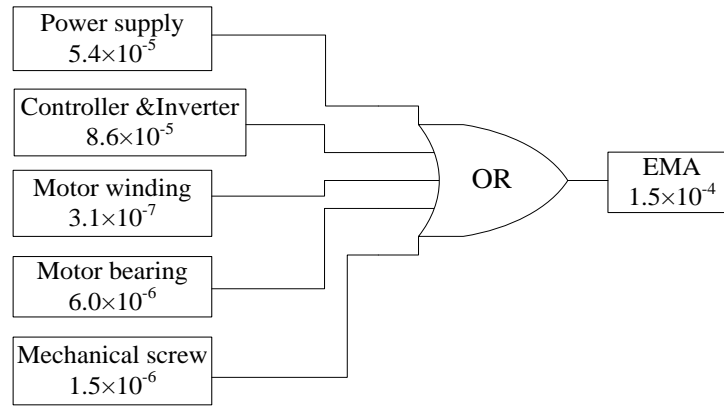 Power supply
5.4×10⁻⁵
Controller &Inverter
8.6×10⁻⁵
Motor winding
3.1×10⁻⁷
Motor bearing
6.0×10⁻⁶
Mechanical screw
1.5×10⁻⁶
OR
EMA
1.5×10⁻⁴